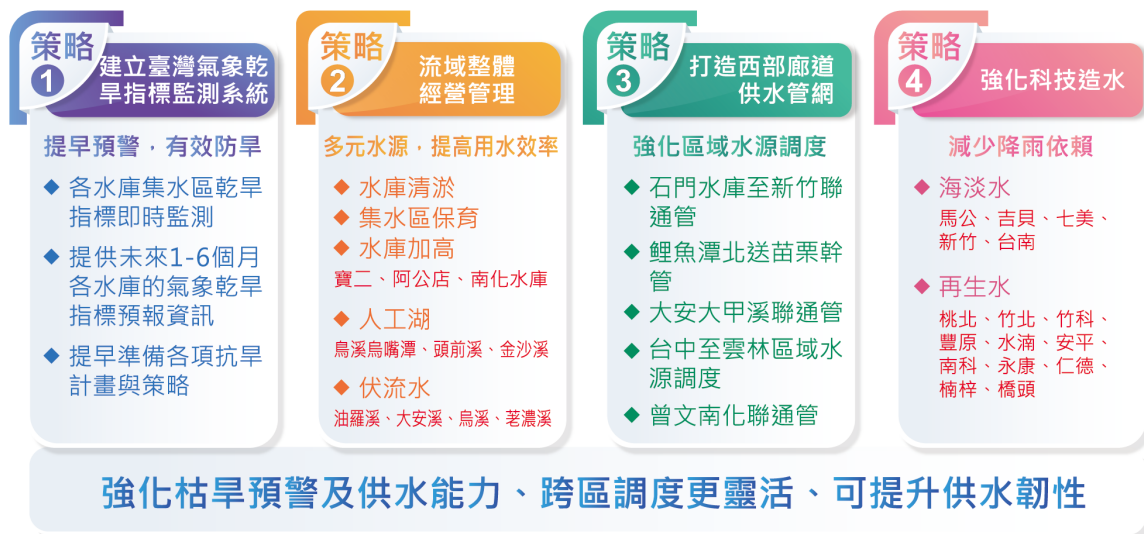 策略
1
建立臺灣氣象乾
旱指標監測系統
提早預警，有效防旱
◆ 各水庫集水區乾旱
指標即時監測
◆ 提供未來1-6個月
各水庫的氣象乾旱
指標預報資訊
◆ 提早準備各項抗旱
計畫與策略
策略
2
流域整體
經營管理
多元水源，提高用水效率
◆ 水庫清淤
◆ 集水區保育
◆ 水庫加高
寶二、阿公店、南化水庫
◆ 人工湖
鳥溪鳥嘴潭、頭前溪、金沙溪
◆ 伏流水
油羅溪、大安溪、烏溪、荖濃溪
策略
3
打造西部廊道
供水管網
強化區域水源調度
◆ 石門水庫至新竹聯
通管
◆ 鯉魚潭北送苗栗幹
管
◆ 大安大甲溪聯通管
◆ 台中至雲林區域水
源調度
◆ 曾文南化聯通管
策略
4
強化科技造水
減少降雨依賴
◆ 海淡水
馬公、吉貝、七美、
新竹、台南
◆ 再生水
桃北、竹北、竹科、
豐原、水湳、安平、
南科、永康、仁德、
楠梓、橋頭
強化枯旱預警及供水能力、跨區調度更靈活、可提升供水韌性